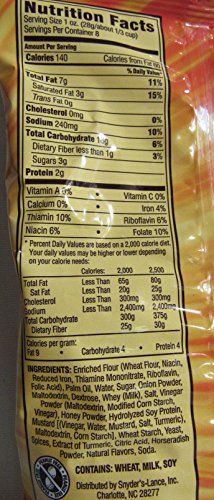 Nutrition Facts
Serving Size 1 oz. (28g/about 1/3 cup)
Servings Per Container 8
Amount Per Serving
Calories 140 Calories from Fat 60
% Daily Value*
Total Fat 7g 11%
Saturated Fat 3g 15%
Trans Fat 0g
Cholesterol 0mg 0%
Sodium 240mg 10%
Total Carbohydrate 16g 6%
Dietary Fiber less than 1g 3%
Sugars 3g
Protein 2g
Vitamin A 0% • Vitamin C 0%
Calcium 0% • Iron 4%
Thiamin 10% • Riboflavin 6%
Niacin 6% • Folate 10%
* Percent Daily Values are based on a 2,000 calorie diet.
Your daily values may be higher or lower depending
on your calorie needs:
Calories: 2,000 2,500
Total Fat Less Than 65g 80g
Sat Fat Less Than 20g 25g
Cholesterol Less Than 300mg 300mg
Sodium Less Than 2,400mg 2,400mg
Total Carbohydrate 300g 375g
Dietary Fiber 25g 30g
Calories per gram:
Fat 9 • Carbohydrate 4 • Protein 4
INGREDIENTS: Enriched Flour (Wheat Flour, Niacin,
Reduced Iron, Thiamine Mononitrate, Riboflavin,
Folic Acid), Palm Oil, Water, Sugar, Onion Powder,
Maltodextrin, Dextrose, Whey (Milk), Salt, Vinegar
Powder (Maltodextrin, Modified Corn Starch,
Vinegar), Honey Powder, Hydrolyzed Soy Protein,
Mustard [(Vinegar, Water, Mustard, Salt, Turmeric),
Maltodextrin, Corn Starch], Wheat Starch, Yeast,
Spices, Extract of Turmeric, Citric Acid, Horseradish
Powder, Natural Flavors, Soda.
CONTAINS: WHEAT, MILK, SOY
Distributed by Snyder's-Lance, Inc.
Charlotte, NC 28277